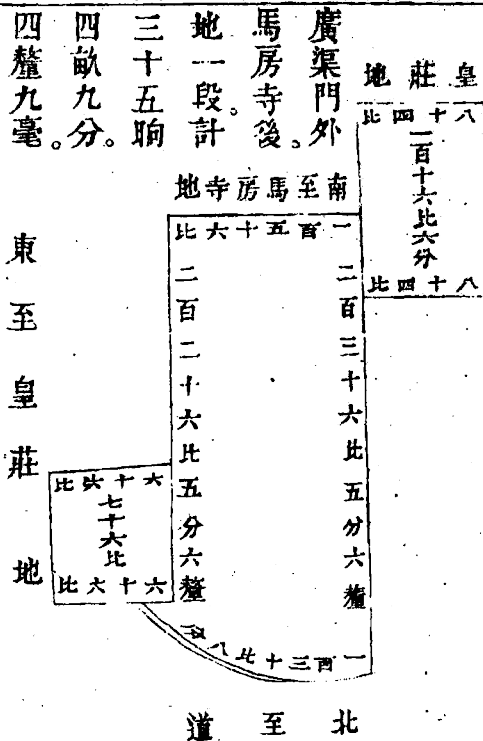 皇莊地
八十四比
一百十六比六分
八十四比
廣渠門外
馬房寺後。
地一段計
三十五晌
四畝九分。
四釐九毫
南至馬房寺地
一百五十六比
二百三十六比五分六釐
二百二十六比五分六釐
一百三十比八
六十六比
七十六比
六十六比
東至皇莊地
北至道